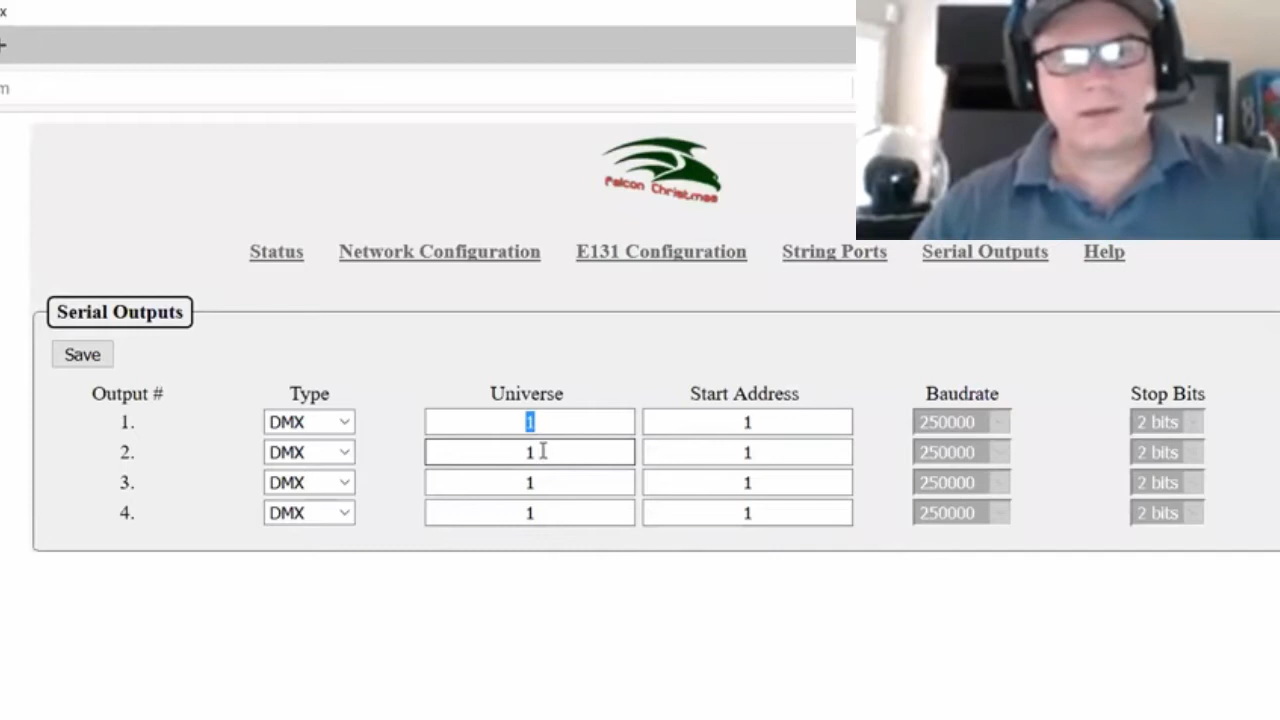 x
+
m
Falcon Christmas
Status Network Configuration E131 Configuration String Ports Serial Outputs Help
Serial Outputs
Save
Output # Type Universe Start Address Baudrate Stop Bits
1. DMX 1 1 250000 2 bits
2. DMX 1 1 250000 2 bits
3. DMX 1 1 250000 2 bits
4. DMX 1 1 250000 2 bits